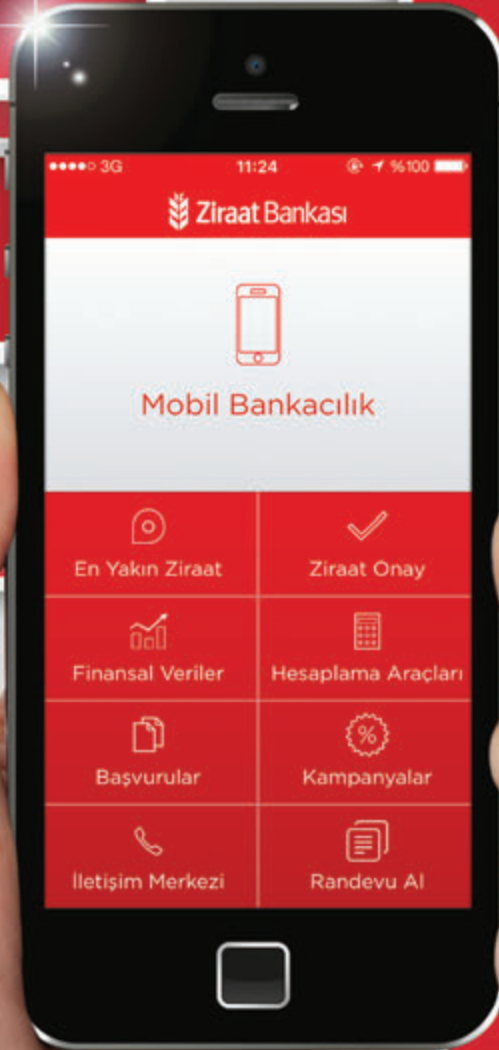 3G 11:24 %100
Ziraat Bankası
Mobil Bankacılık
En Yakın Ziraat
Ziraat Onay
Finansal Veriler
Hesaplama Araçları
Başvurular
Kampanyalar
İletişim Merkezi
Randevu Al